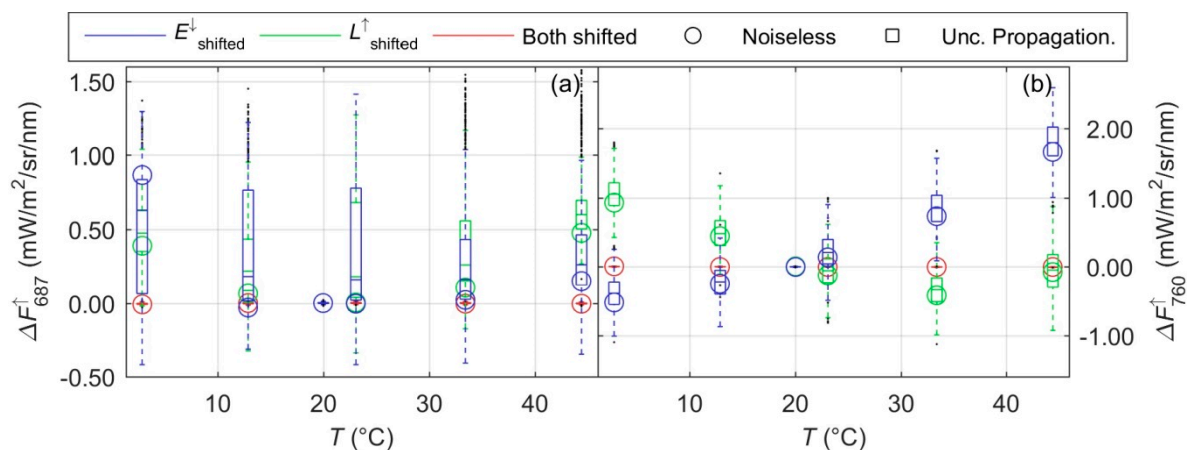 E↓shifted L↑shifted Both shifted Noiseless Unc. Propagation.
(a) (b)
1.50
1.00
0.50
0.00
-0.50
ΔF↑687 (mW/m²/sr/nm)
10 20 30 40
T (°C)
10 20 30 40
T (°C)
2.00
1.00
0.00
-1.00
ΔF↑760 (mW/m²/sr/nm)